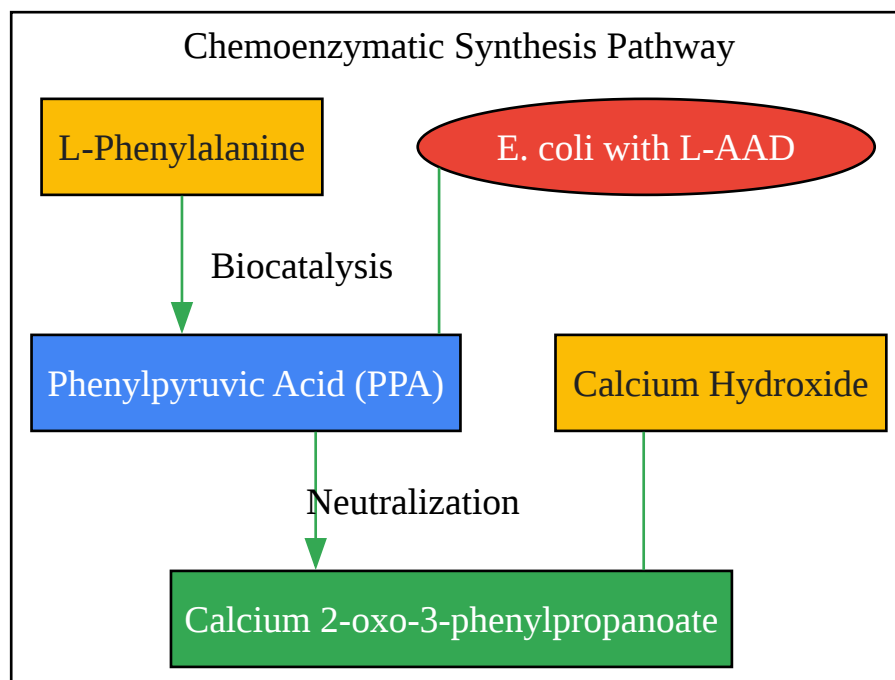 Chemoenzymatic Synthesis Pathway
L-Phenylalanine
E. coli with L-AAD
Biocatalysis
Phenylpyruvic Acid (PPA)
Calcium Hydroxide
Neutralization
Calcium 2-oxo-3-phenylpropanoate